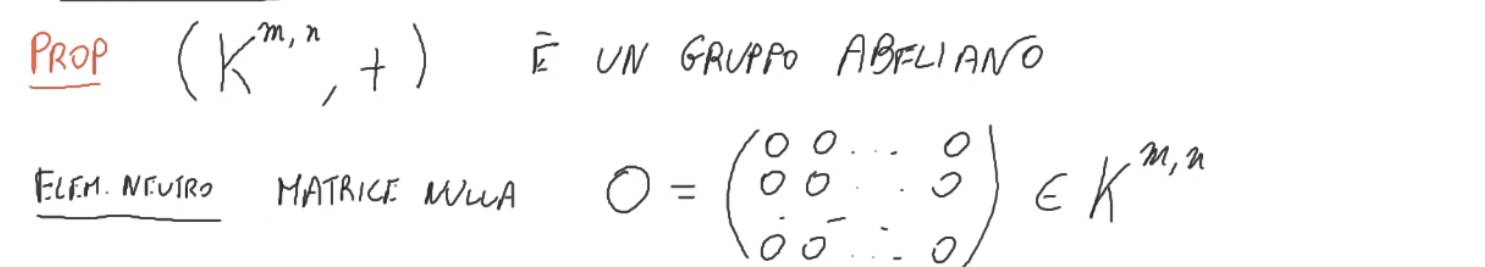 PROP (K^{m,n}, +) È UN GRUPPO ABELIANO
ELEM. NEUTRO MATRICE NULLA O = \begin{pmatrix} 0 & 0 & \dots & 0 \\ 0 & 0 & \dots & 0 \\ \vdots & & & \vdots \\ 0 & 0 & \dots & 0 \end{pmatrix} ∈ K^{m,n}